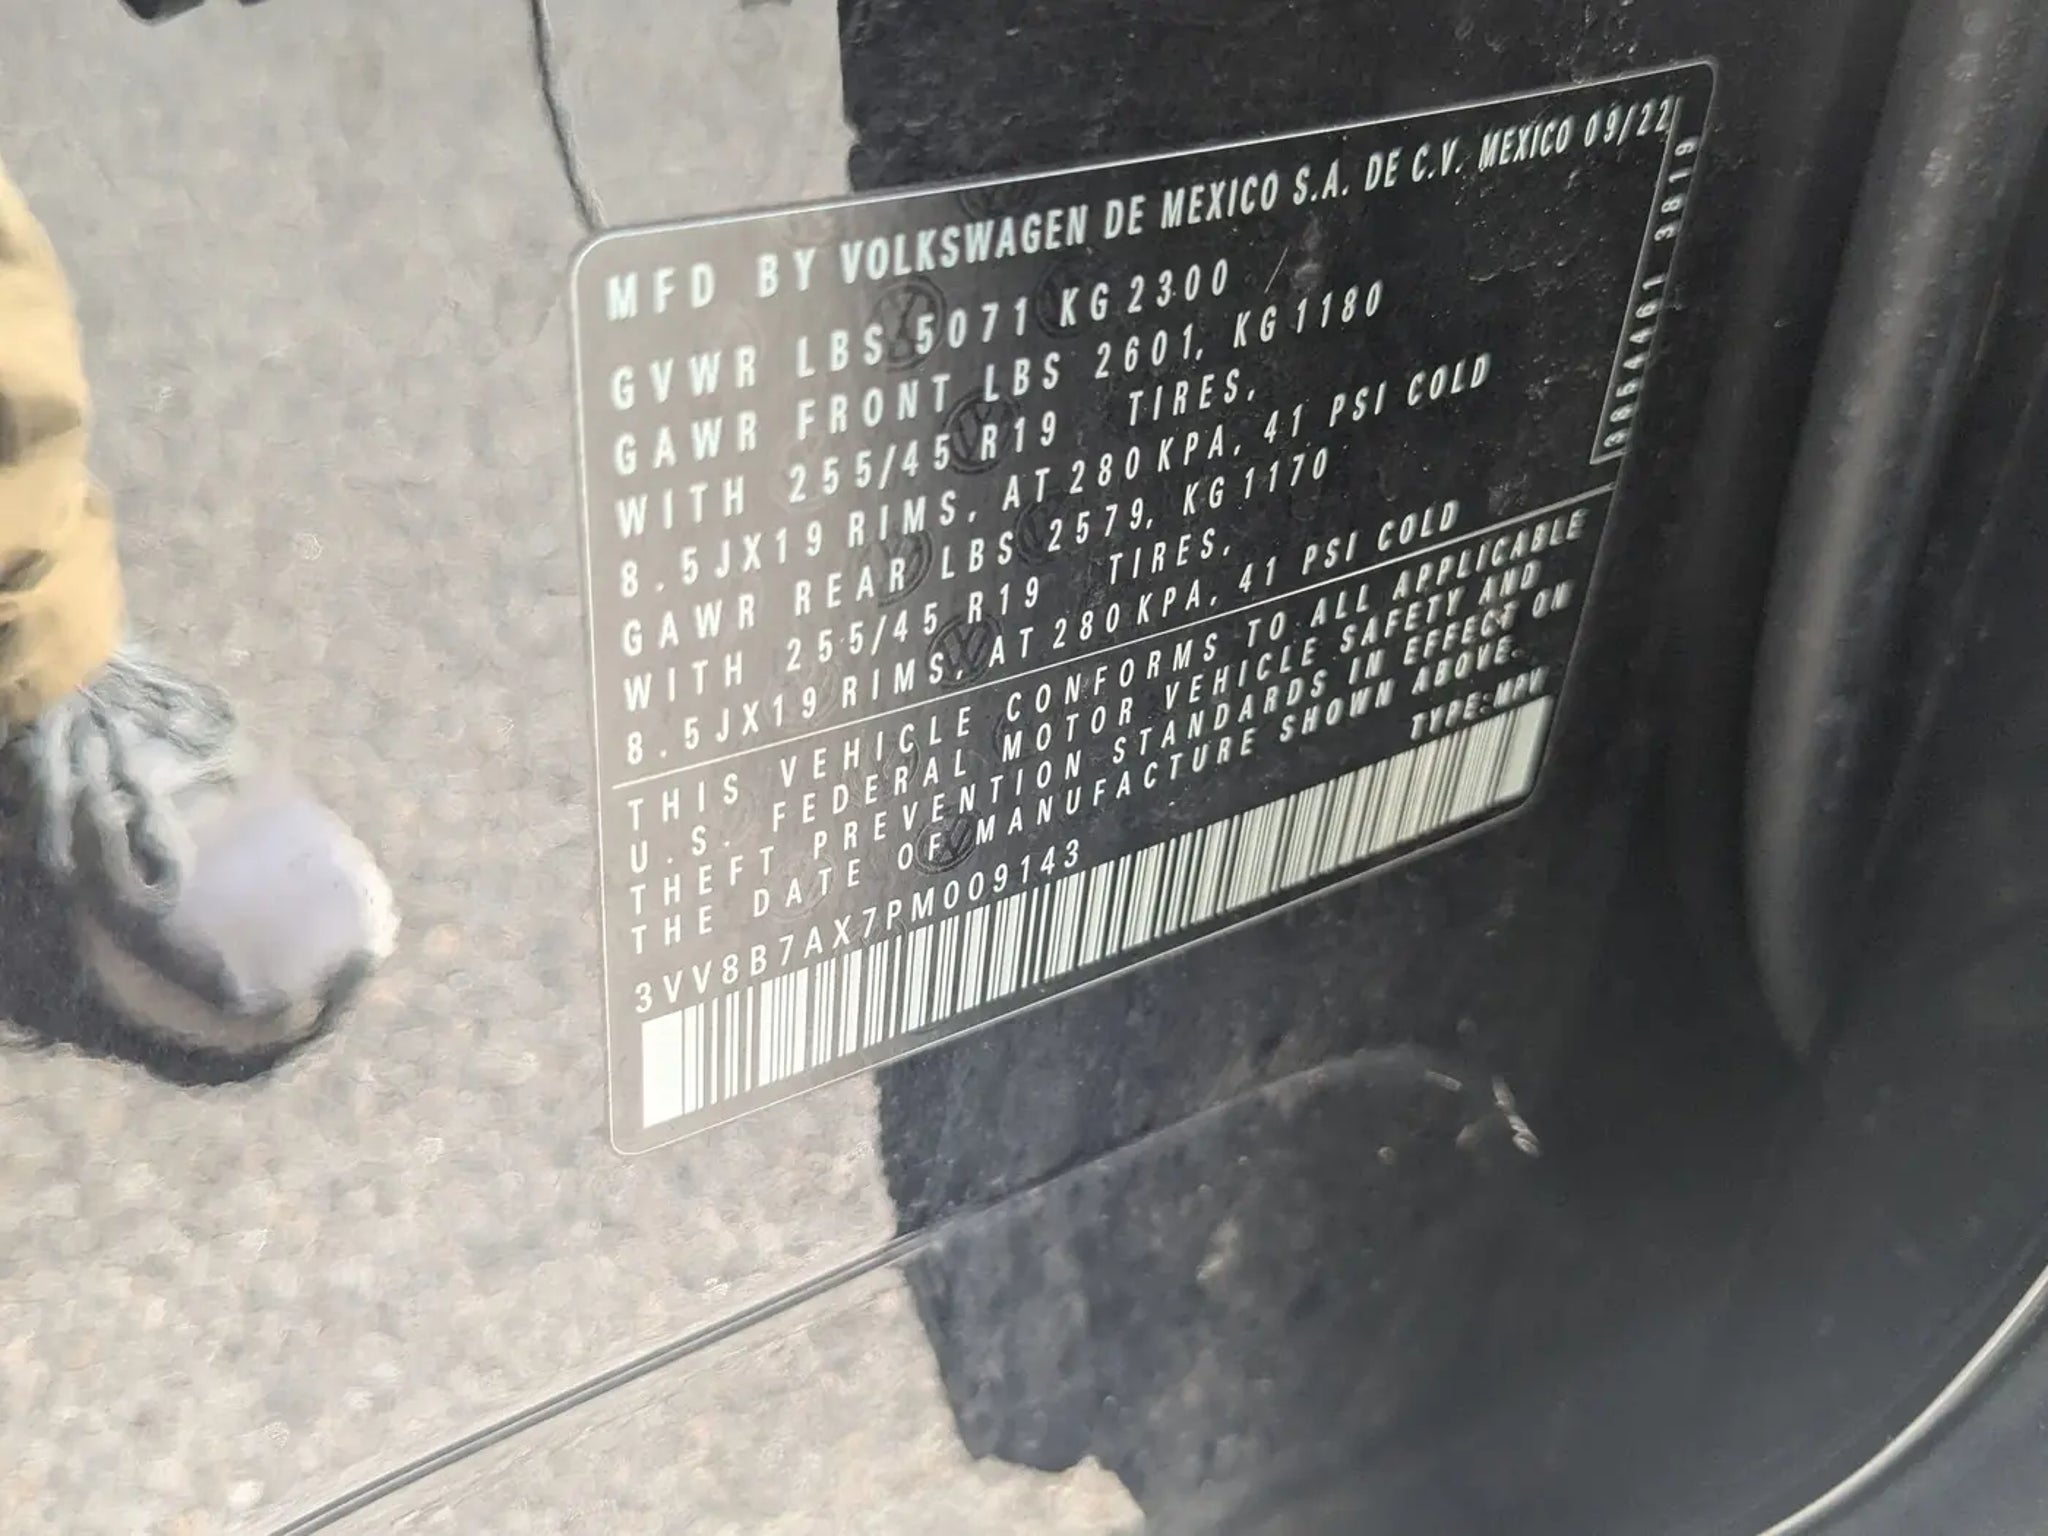 MFD BY VOLKSWAGEN DE MEXICO S.A. DE C.V. MEXICO 09/22
GVWR LBS 5071 KG 2300
GAWR FRONT LBS 2601, KG 1180
WITH 255/45 R19 TIRES,
8.5JX19 RIMS, AT 280 KPA, 41 PSI COLD
GAWR REAR LBS 2579, KG 1170
WITH 255/45 R19 TIRES,
8.5JX19 RIMS, AT 280 KPA, 41 PSI COLD
THIS VEHICLE CONFORMS TO ALL APPLICABLE
U.S. FEDERAL MOTOR VEHICLE SAFETY AND
THEFT PREVENTION STANDARDS IN EFFECT ON
THE DATE OF MANUFACTURE SHOWN ABOVE.
TYPE: MPV
3VV8B7AX7PM009143
3819